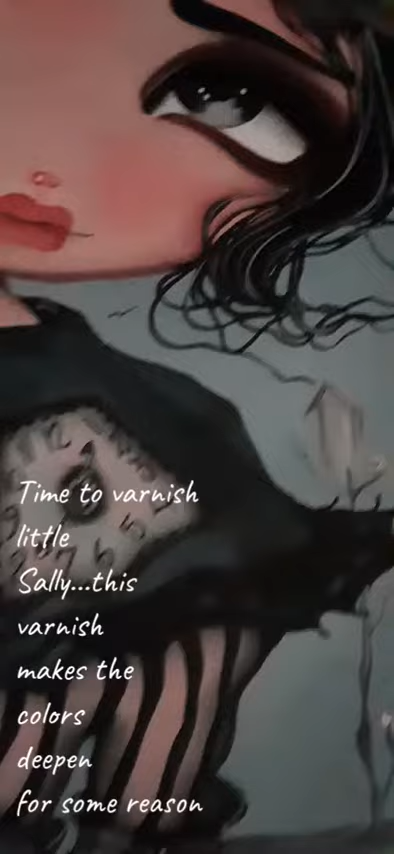 Time to varnish
little
Sally...this
varnish
makes the
colors
deepen
for some reason